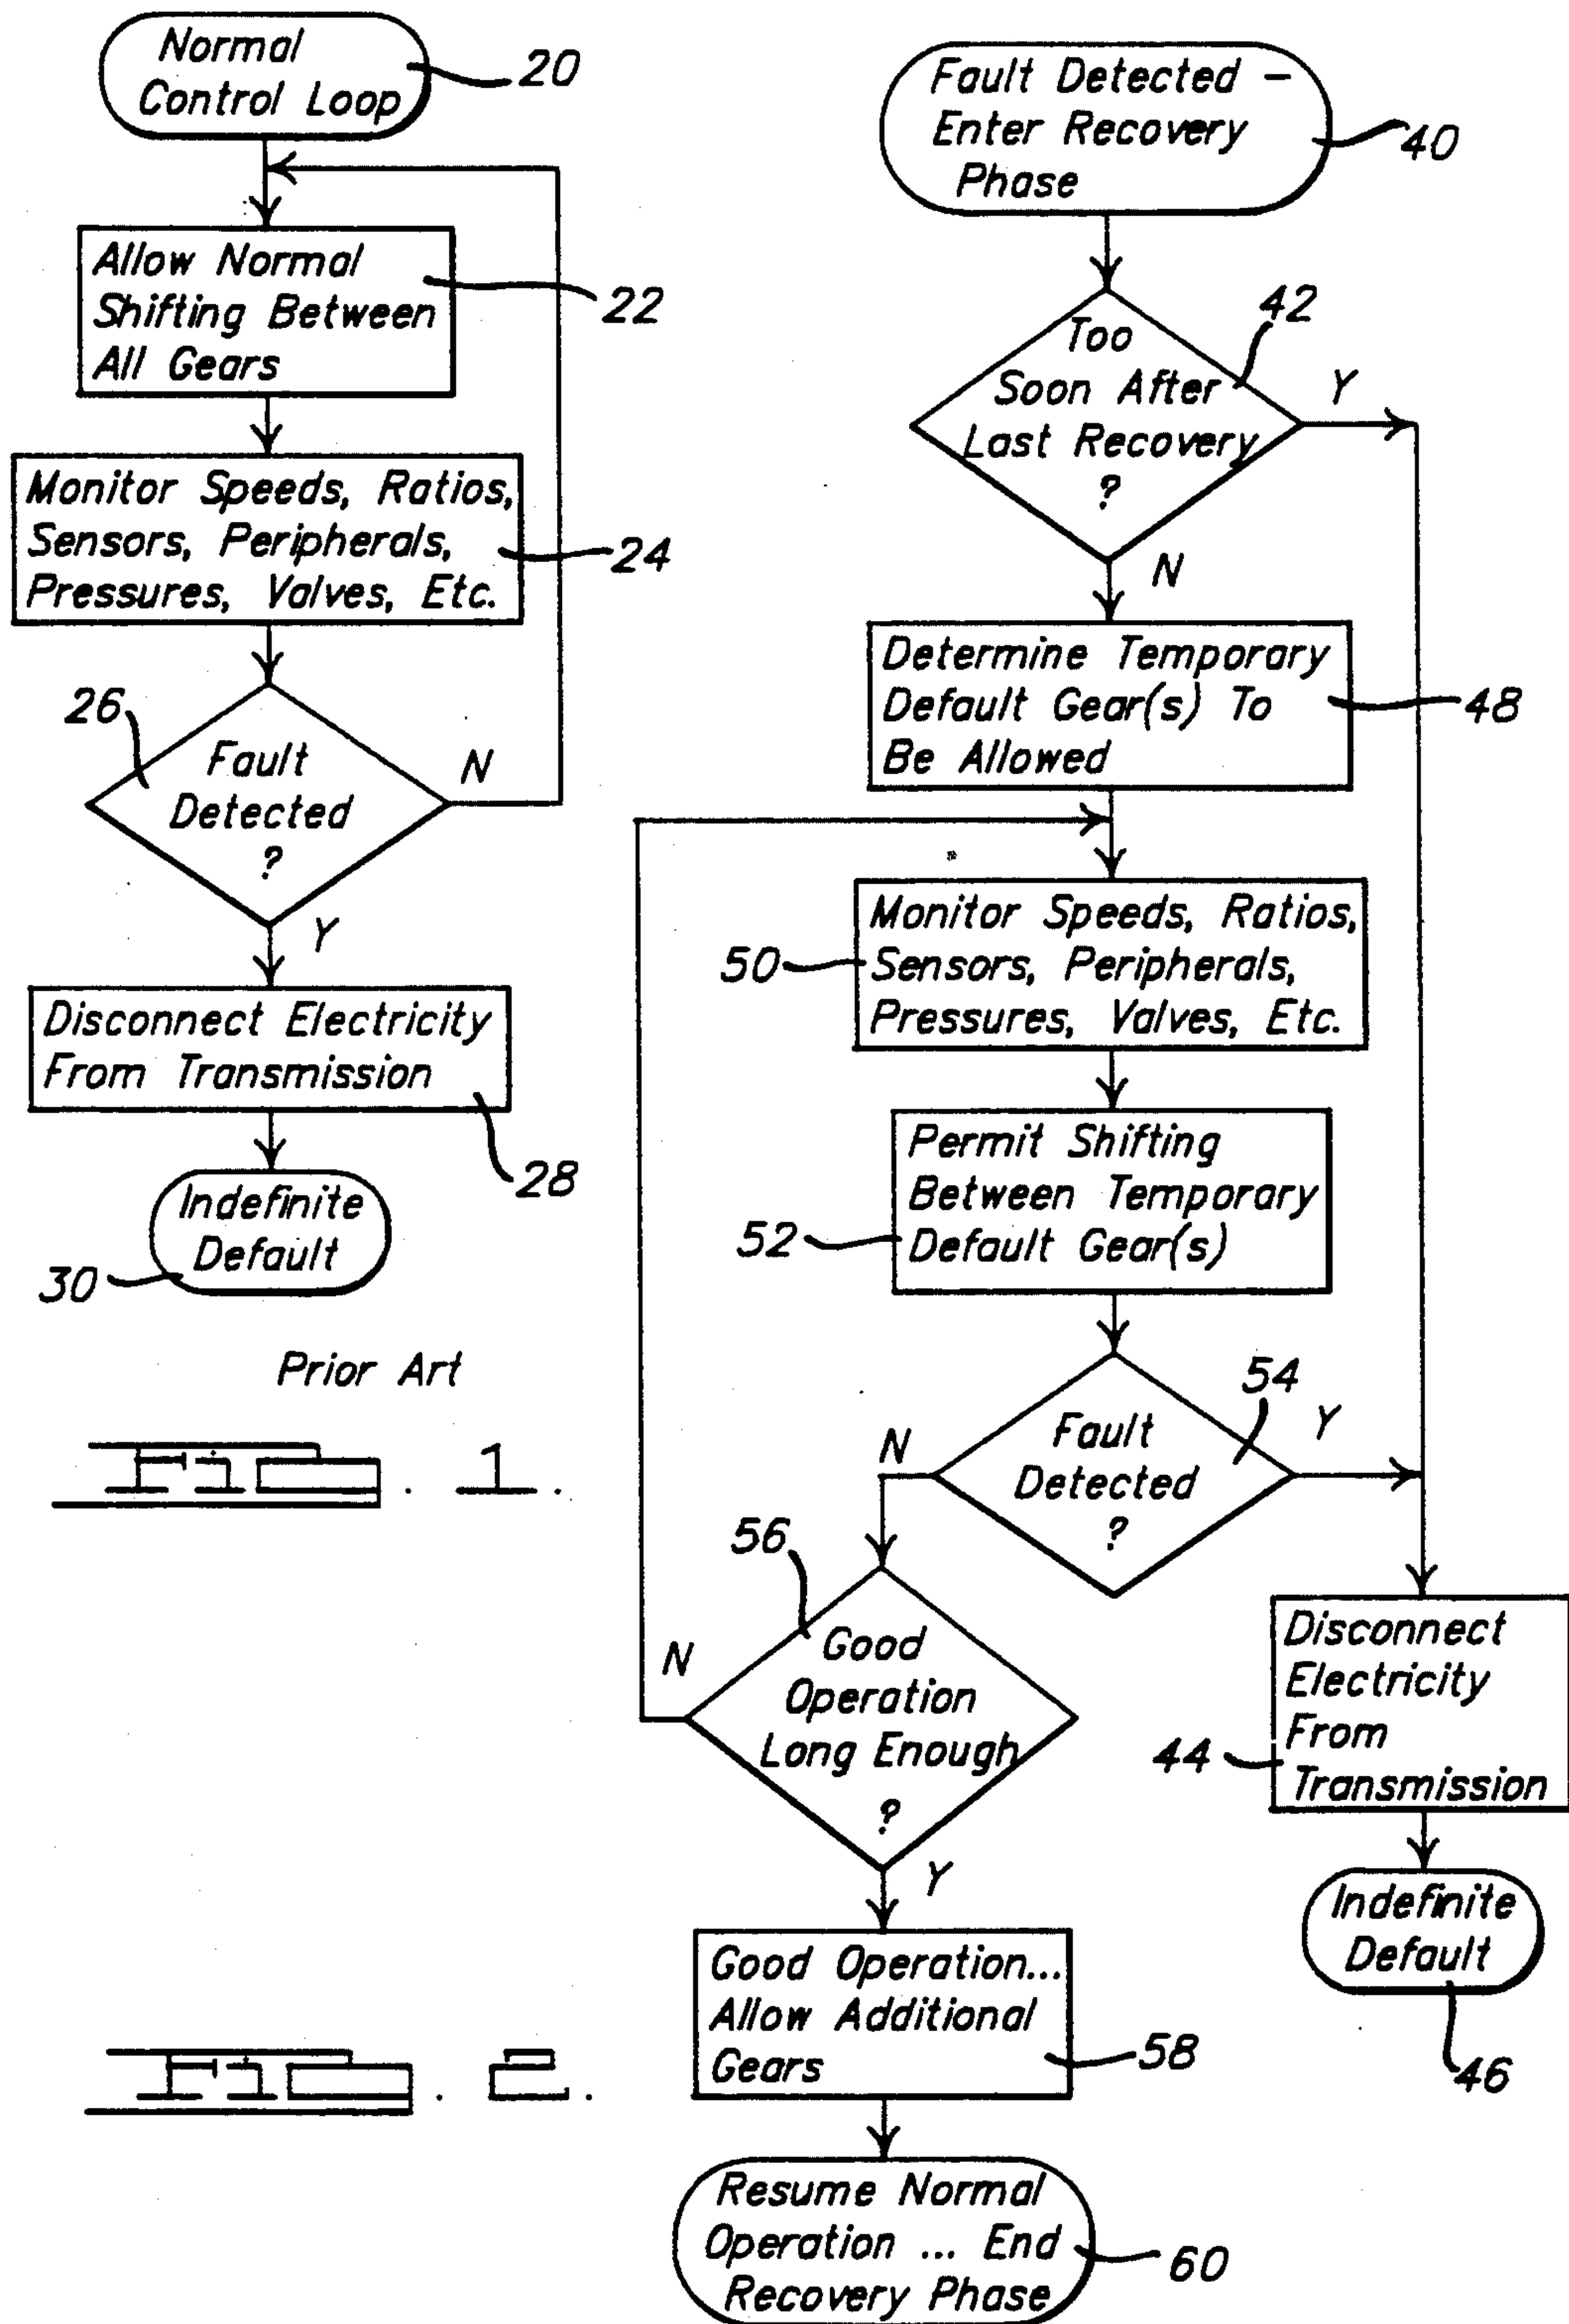 Normal
Control Loop
20
Allow Normal
Shifting Between
All Gears
22
Monitor Speeds, Ratios,
Sensors, Peripherals,
Pressures, Valves, Etc.
24
26
Fault
Detected
?
N
Y
Disconnect Electricity
From Transmission
28
Indefinite
Default
30
Prior Art
Fig. 1.
Fault Detected –
Enter Recovery
Phase
40
42
Too
Soon After
Last Recovery
?
Y
N
Determine Temporary
Default Gear(s) To
Be Allowed
48
Monitor Speeds, Ratios,
Sensors, Peripherals,
Pressures, Valves, Etc.
50
Permit Shifting
Between Temporary
Default Gear(s)
52
54
Fault
Detected
?
N
Y
56
Good
Operation
Long Enough
?
N
Y
Disconnect
Electricity
From
Transmission
44
Indefinite
Default
46
Good Operation...
Allow Additional
Gears
58
Resume Normal
Operation ... End
Recovery Phase
60
Fig. 2.